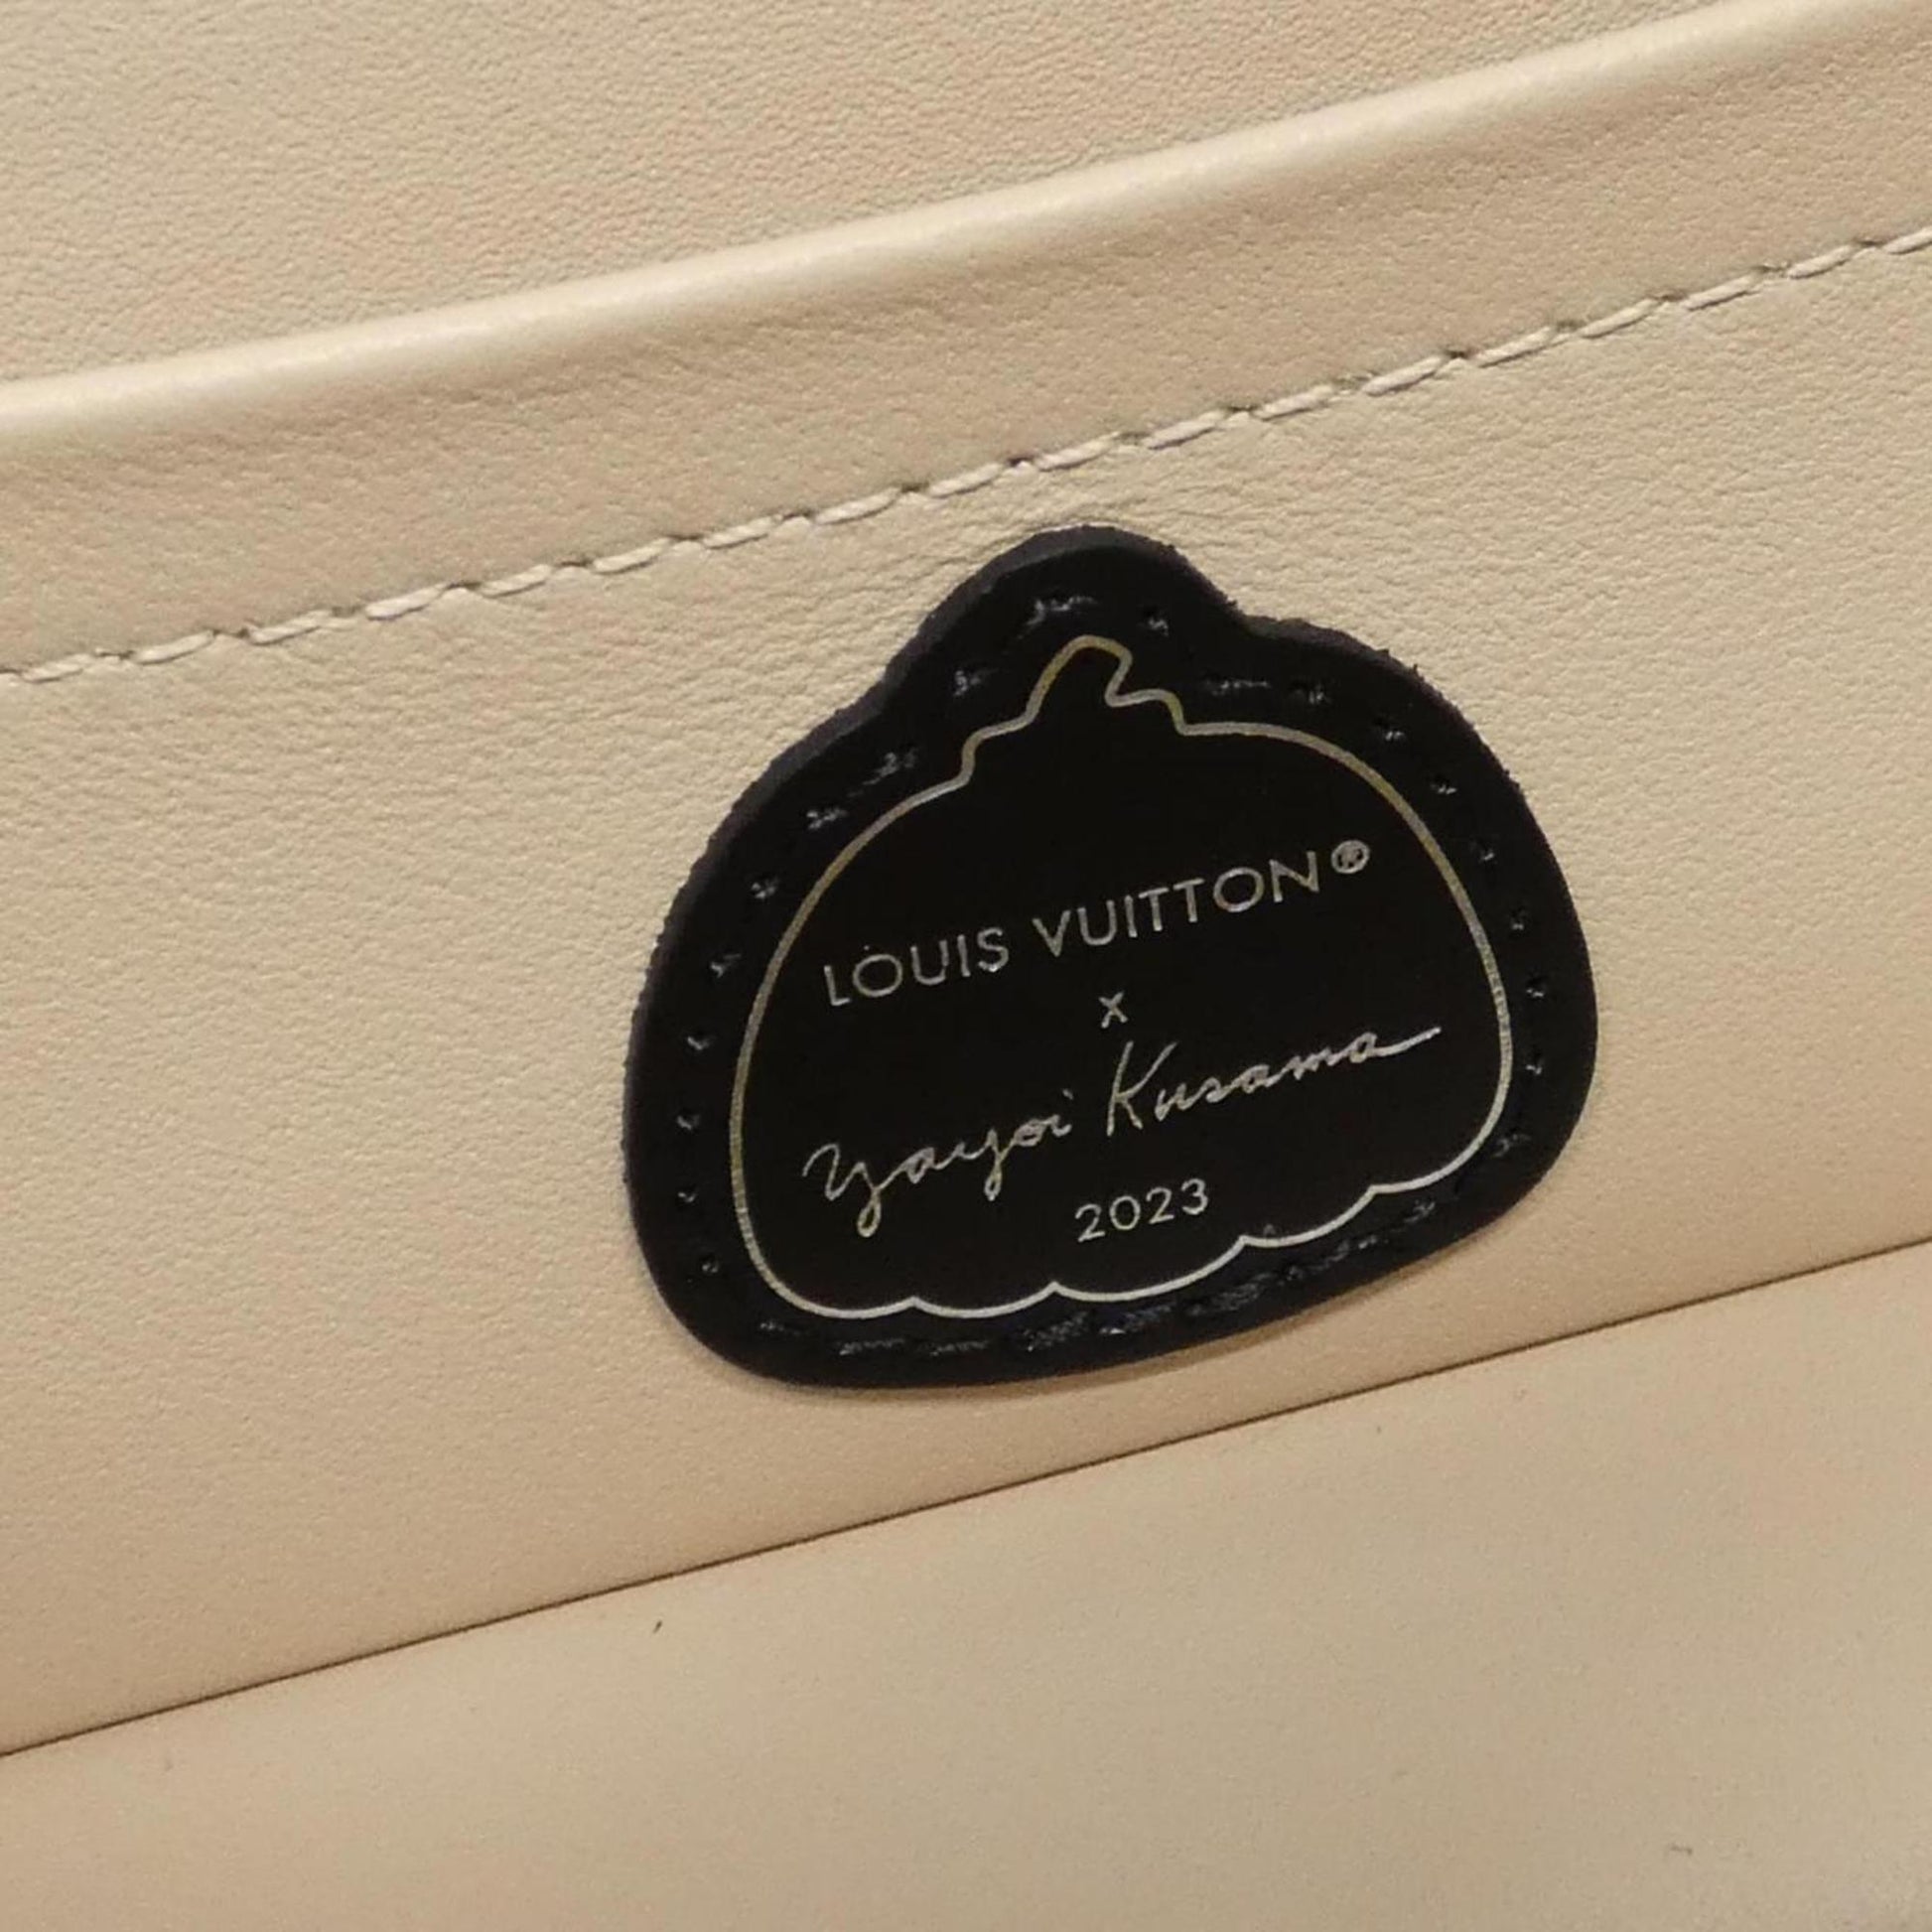 LOUIS VUITTON®
x
Yayoi Kusama
2023